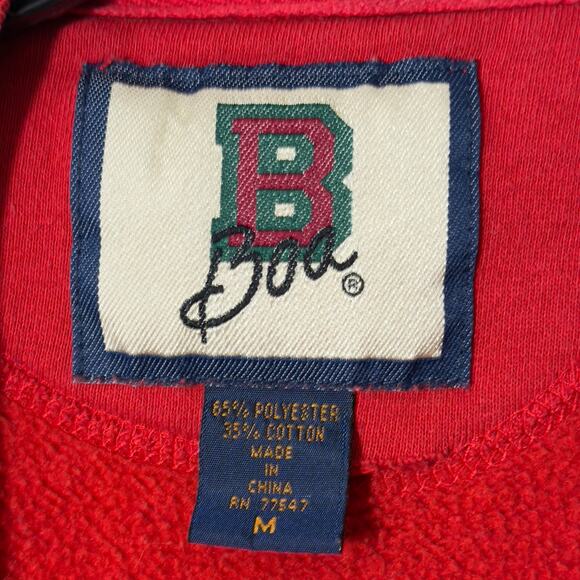 B
Boa ®
65% POLYESTER
35% COTTON
MADE
IN
CHINA
RN 77547
M